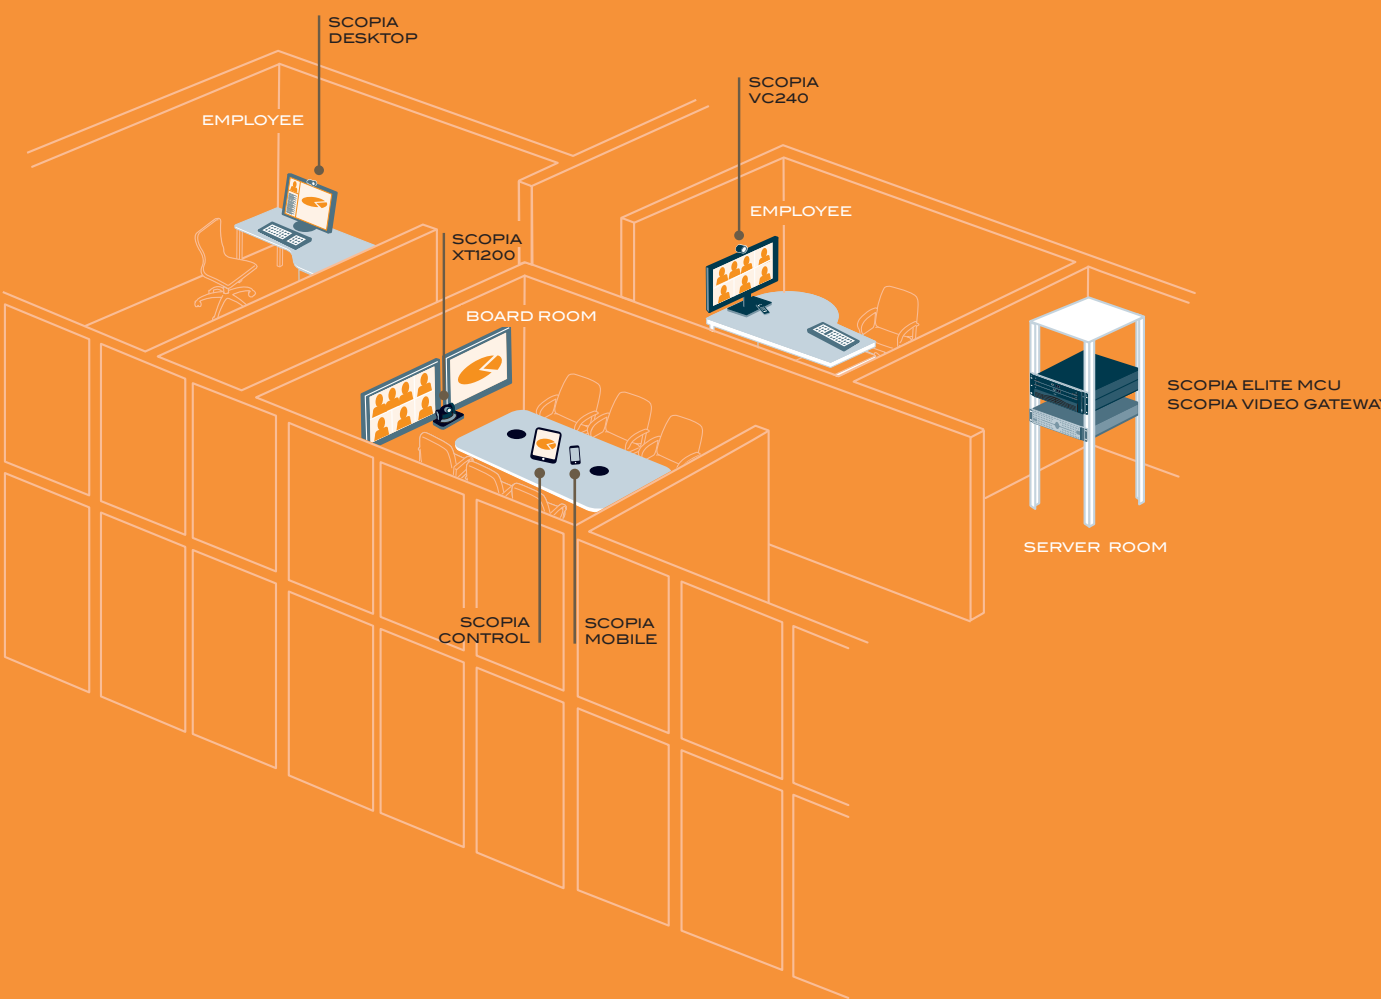 SCOPIA
DESKTOP
SCOPIA
VC240
EMPLOYEE
EMPLOYEE
SCOPIA
XT1200
BOARD ROOM
SCOPIA ELITE MCU
SCOPIA VIDEO GATEWAY
SERVER ROOM
SCOPIA
CONTROL
SCOPIA
MOBILE